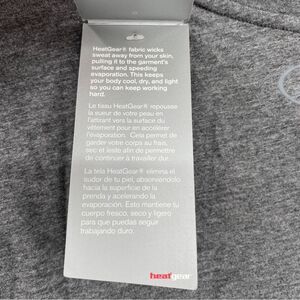 HeatGear® fabric wicks
sweat away from your skin,
pulling it to the garment's
surface and speeding
evaporation. This keeps
your body cool, dry, and light
so you can keep working
hard.
Le tissu HeatGear® repousse
la sueur de votre peau en
l'attirant vers la surface du
vêtement pour en accélérer
l'évaporation. Cela permet de
garder votre corps au frais,
sec et leste afin de permettre
de continuer à travailler dur.
La tela HeatGear® elimina el
sudor de tu piel, absorviéndolo
hacia la superficie de la
prenda y acelerando la
evaporación. Esto mantiene tu
cuerpo fresco, seco y ligero
para que puedas seguir
trabajando duro.
heatgear